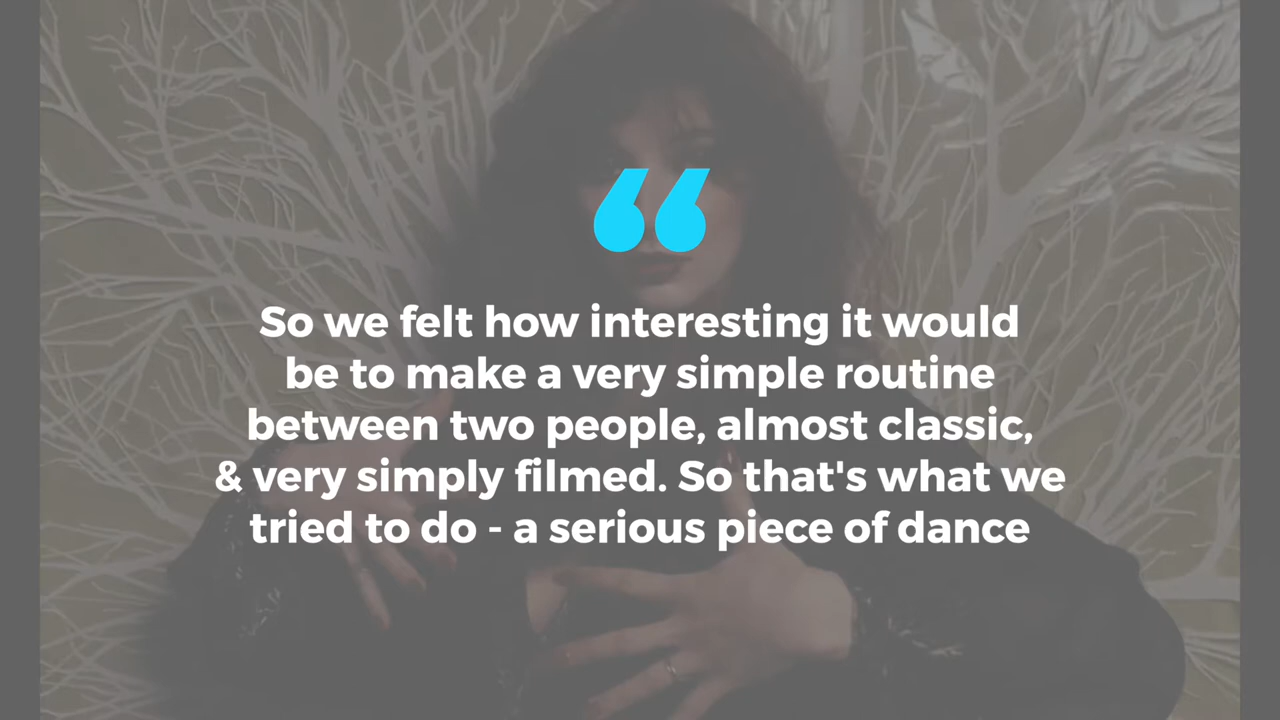 “
So we felt how interesting it would
be to make a very simple routine
between two people, almost classic,
& very simply filmed. So that's what we
tried to do - a serious piece of dance